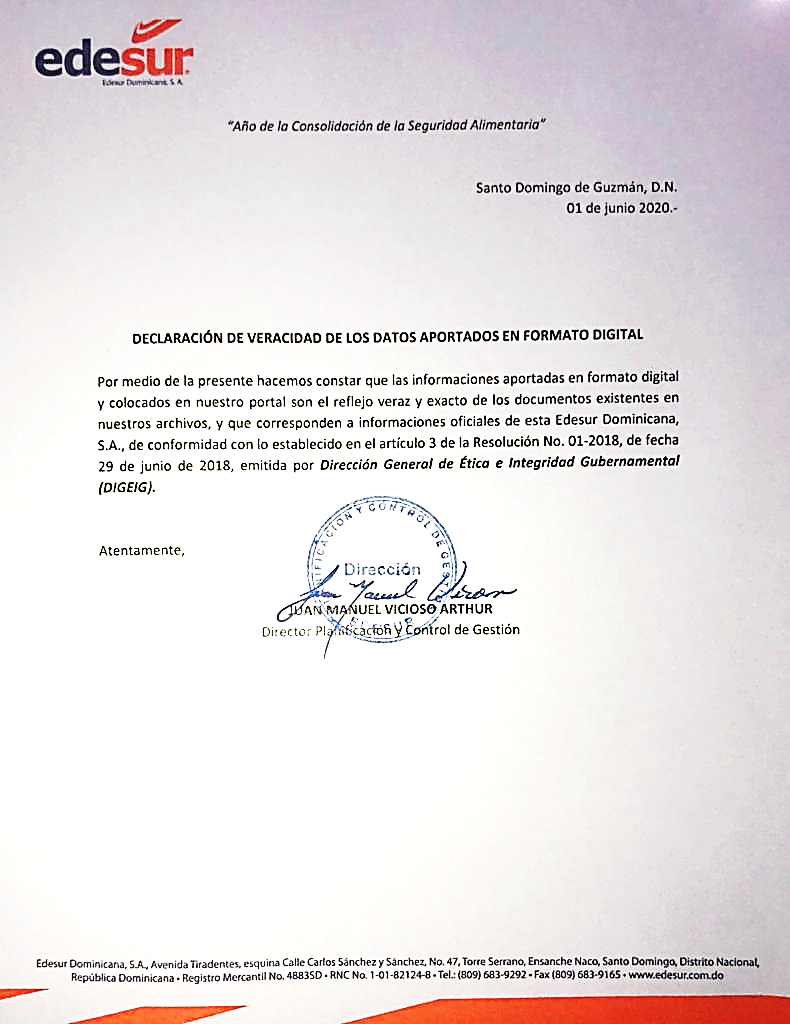 edesur
Edesur Dominicana, S. A.
“Año de la Consolidación de la Seguridad Alimentaria”
Santo Domingo de Guzmán, D.N.
01 de junio 2020.-
DECLARACIÓN DE VERACIDAD DE LOS DATOS APORTADOS EN FORMATO DIGITAL
Por medio de la presente hacemos constar que las informaciones aportadas en formato digital
y colocados en nuestro portal son el reflejo veraz y exacto de los documentos existentes en
nuestros archivos, y que corresponden a informaciones oficiales de esta Edesur Dominicana,
S.A., de conformidad con lo establecido en el artículo 3 de la Resolución No. 01-2018, de fecha
29 de junio de 2018, emitida por Dirección General de Ética e Integridad Gubernamental
(DIGEIG).
Atentamente,
Y CONTROL DE
Dirección
EDESUR
JUAN MANUEL VICIOSO ARTHUR
Director Planificación y Control de Gestión
Edesur Dominicana, S.A., Avenida Tiradentes, esquina Calle Carlos Sánchez y Sánchez, No. 47, Torre Serrano, Ensanche Naco, Santo Domingo, Distrito Nacional,
República Dominicana • Registro Mercantil No. 4883SD • RNC No. 1-01-82124-8 • Tel.: (809) 683-9292 • Fax (809) 683-9165 • www.edesur.com.do